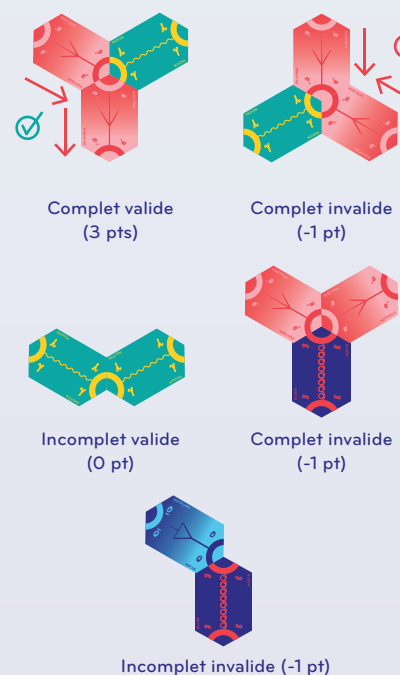 Complet valide
(3 pts)
Complet invalide
(-1 pt)
Incomplet valide
(0 pt)
Complet invalide
(-1 pt)
Incomplet invalide (-1 pt)